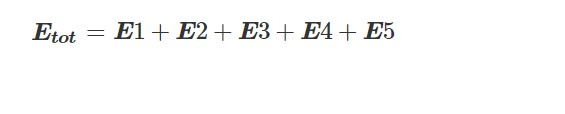 E_tot = E1 + E2 + E3 + E4 + E5